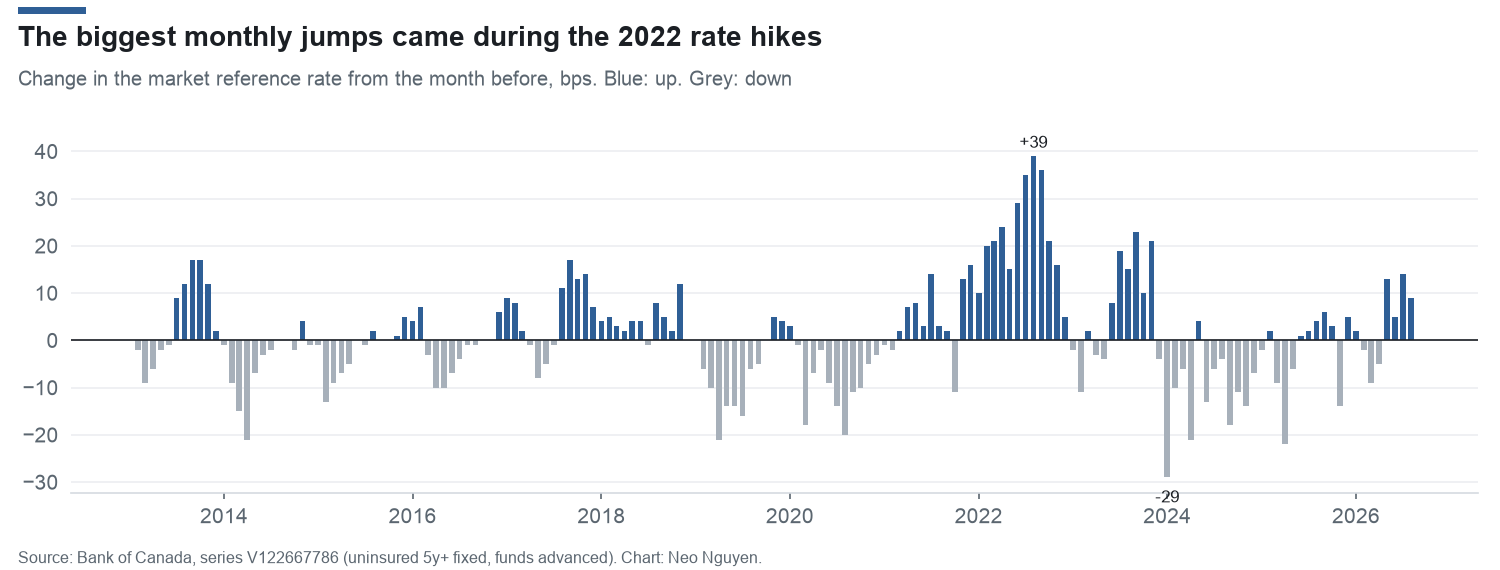 The biggest monthly jumps came during the 2022 rate hikes
Change in the market reference rate from the month before, bps. Blue: up. Grey: down
+39
40
30
20
10
0
−10
−20
−30
-29
2014 2016 2018 2020 2022 2024 2026
Source: Bank of Canada, series V122667786 (uninsured 5y+ fixed, funds advanced). Chart: Neo Nguyen.